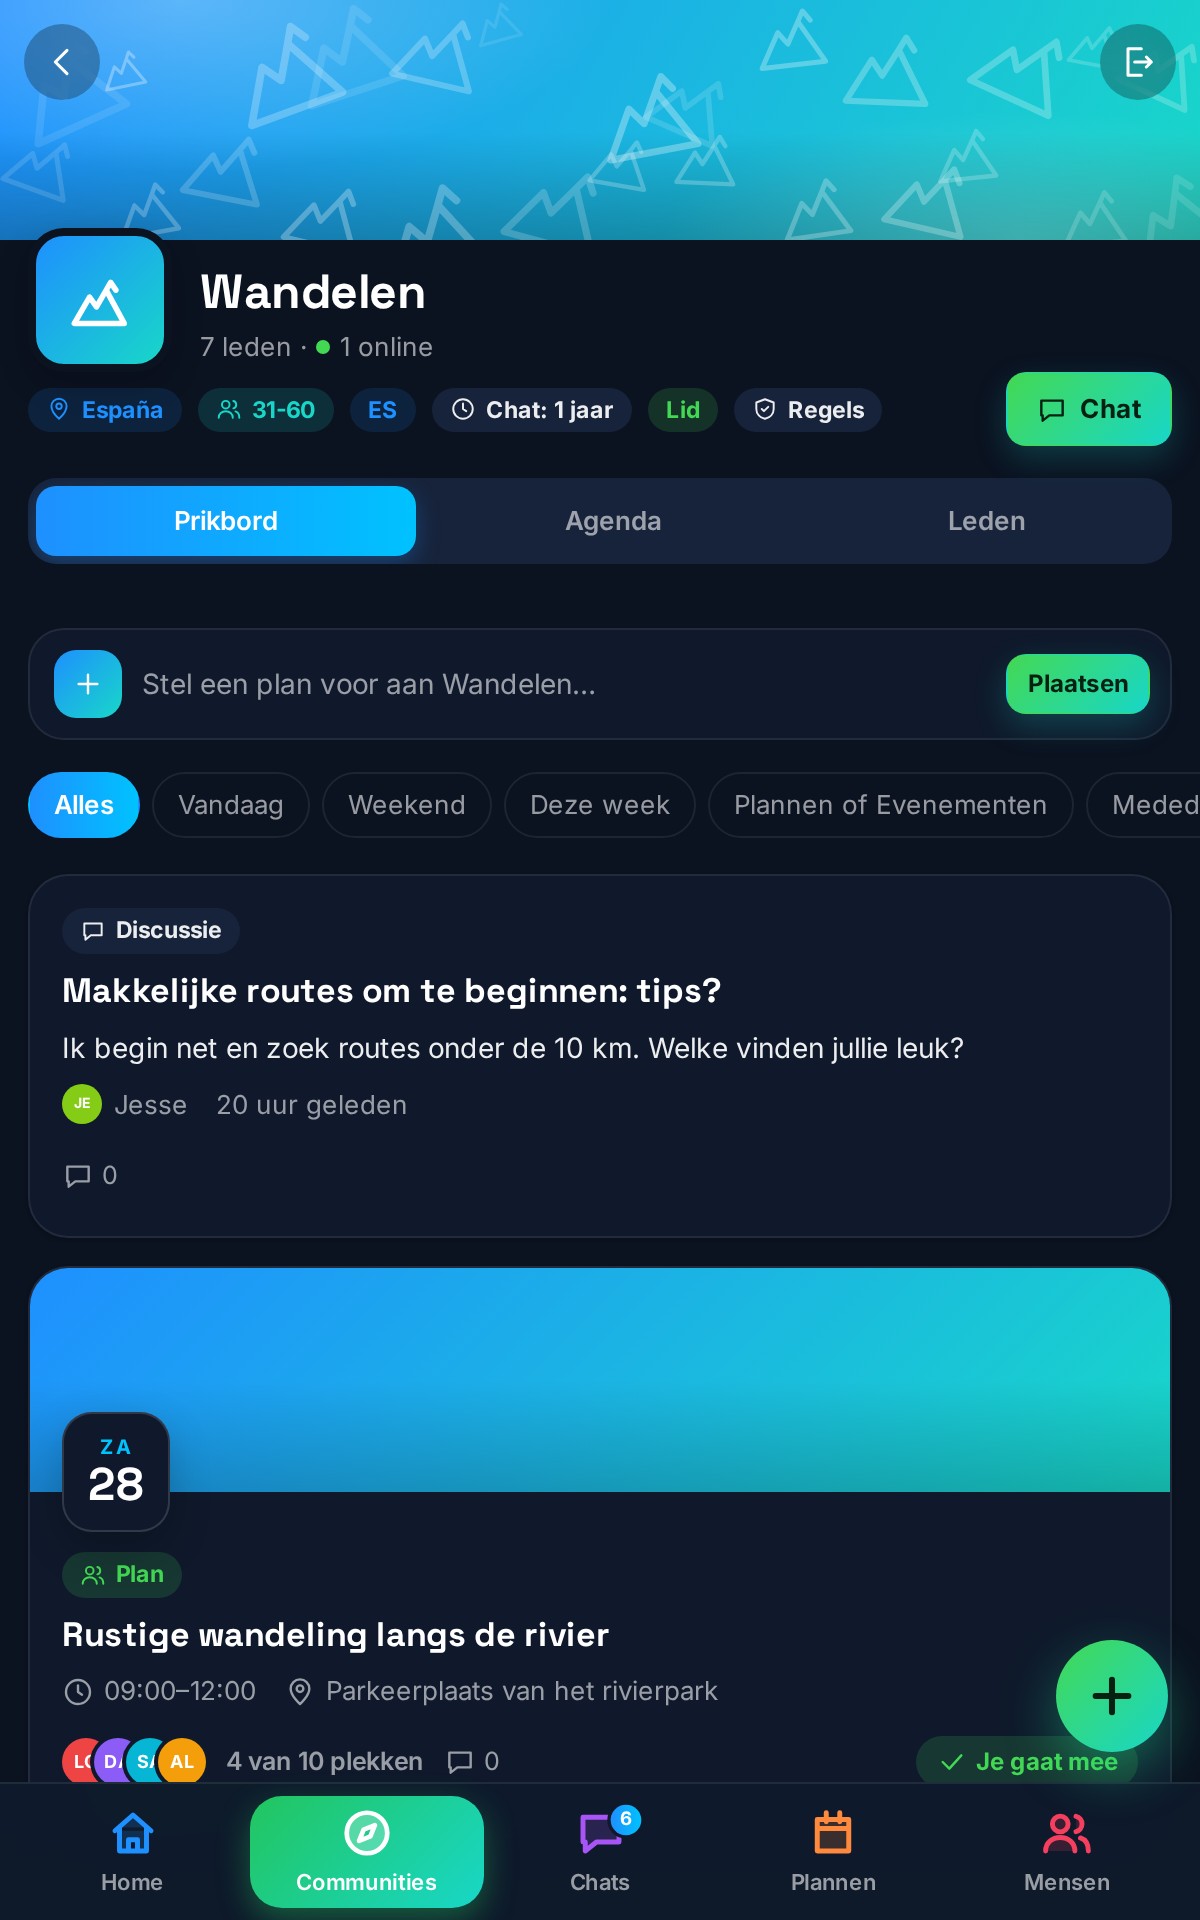 Wandelen
7 leden · 1 online
España 31-60 ES Chat: 1 jaar Lid Regels Chat
Prikbord Agenda Leden
Stel een plan voor aan Wandelen... Plaatsen
Alles Vandaag Weekend Deze week Plannen of Evenementen Meded
Discussie
Makkelijke routes om te beginnen: tips?
Ik begin net en zoek routes onder de 10 km. Welke vinden jullie leuk?
JE Jesse 20 uur geleden
0
ZA
28
Plan
Rustige wandeling langs de rivier
09:00–12:00 Parkeerplaats van het rivierpark
AL 4 van 10 plekken 0 Je gaat mee
6
Home Communities Chats Plannen Mensen